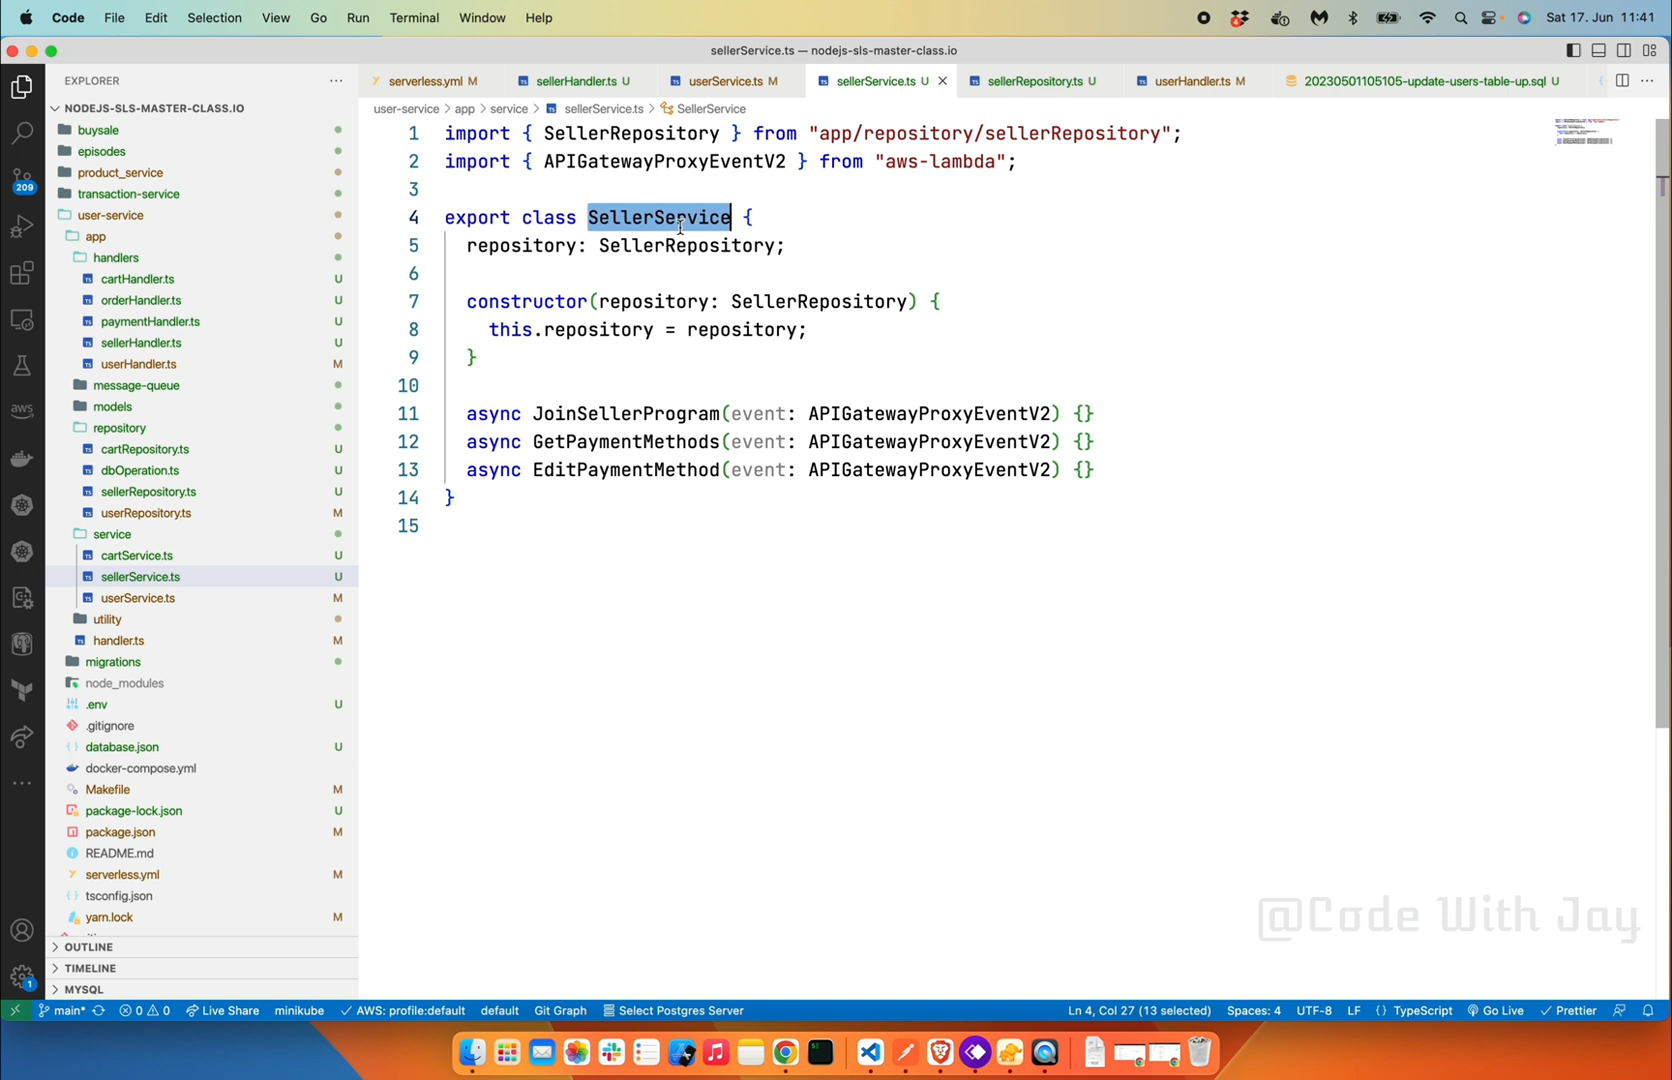 Code File Edit Selection View Go Run Terminal Window Help
Sat 17. Jun 11:41
sellerService.ts — nodejs-sls-master-class.io
EXPLORER
serverless.yml M
sellerHandler.ts U
userService.ts M
sellerService.ts U
sellerRepository.ts U
userHandler.ts M
20230501105105-update-users-table-up.sql U
user-service > app > service > sellerService.ts > SellerService
NODEJS-SLS-MASTER-CLASS.IO
buysale
episodes
product_service
209
transaction-service
user-service
app
handlers
cartHandler.ts U
orderHandler.ts U
paymentHandler.ts U
sellerHandler.ts U
userHandler.ts M
message-queue
models
aws
repository
cartRepository.ts U
dbOperation.ts U
sellerRepository.ts U
userRepository.ts M
service
cartService.ts U
sellerService.ts U
userService.ts M
utility
handler.ts M
migrations
node_modules
.env U
.gitignore
database.json U
docker-compose.yml
Makefile M
package-lock.json U
package.json M
README.md
serverless.yml M
tsconfig.json
yarn.lock M
OUTLINE
TIMELINE
MYSQL
1
1 import { SellerRepository } from "app/repository/sellerRepository";
2 import { APIGatewayProxyEventV2 } from "aws-lambda";
3
4 export class SellerService {
5 repository: SellerRepository;
6
7 constructor(repository: SellerRepository) {
8 this.repository = repository;
9 }
10
11 async JoinSellerProgram(event: APIGatewayProxyEventV2) {}
12 async GetPaymentMethods(event: APIGatewayProxyEventV2) {}
13 async EditPaymentMethod(event: APIGatewayProxyEventV2) {}
14 }
15
@Code With Jay
main* 0 0 Live Share minikube AWS: profile:default default Git Graph Select Postgres Server Ln 4, Col 27 (13 selected) Spaces: 4 UTF-8 LF {} TypeScript Go Live Prettier